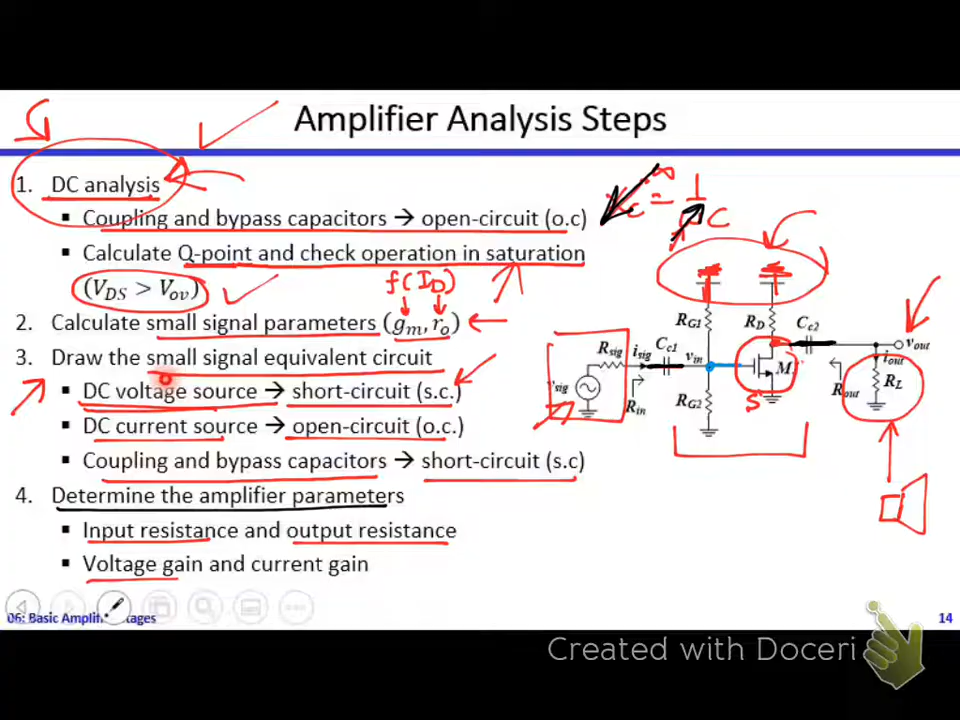 Amplifier Analysis Steps
1. DC analysis
▪ Coupling and bypass capacitors → open-circuit (o.c)
▪ Calculate Q-point and check operation in saturation
(V_DS > V_ov)
f(I_D)
2. Calculate small signal parameters (g_m, r_o)
3. Draw the small signal equivalent circuit
▪ DC voltage source → short-circuit (s.c.)
▪ DC current source → open-circuit (o.c.)
▪ Coupling and bypass capacitors → short-circuit (s.c)
4. Determine the amplifier parameters
▪ Input resistance and output resistance
▪ Voltage gain and current gain
∞
= 1
C
R_G1
R_D
C_c2
v_out
R_sig
i_sig
C_c1
v_in
M
i_out
v_sig
R_in
R_G2
S
R_out
R_L
06: Basic Amplifi tages
14
Created with Doceri